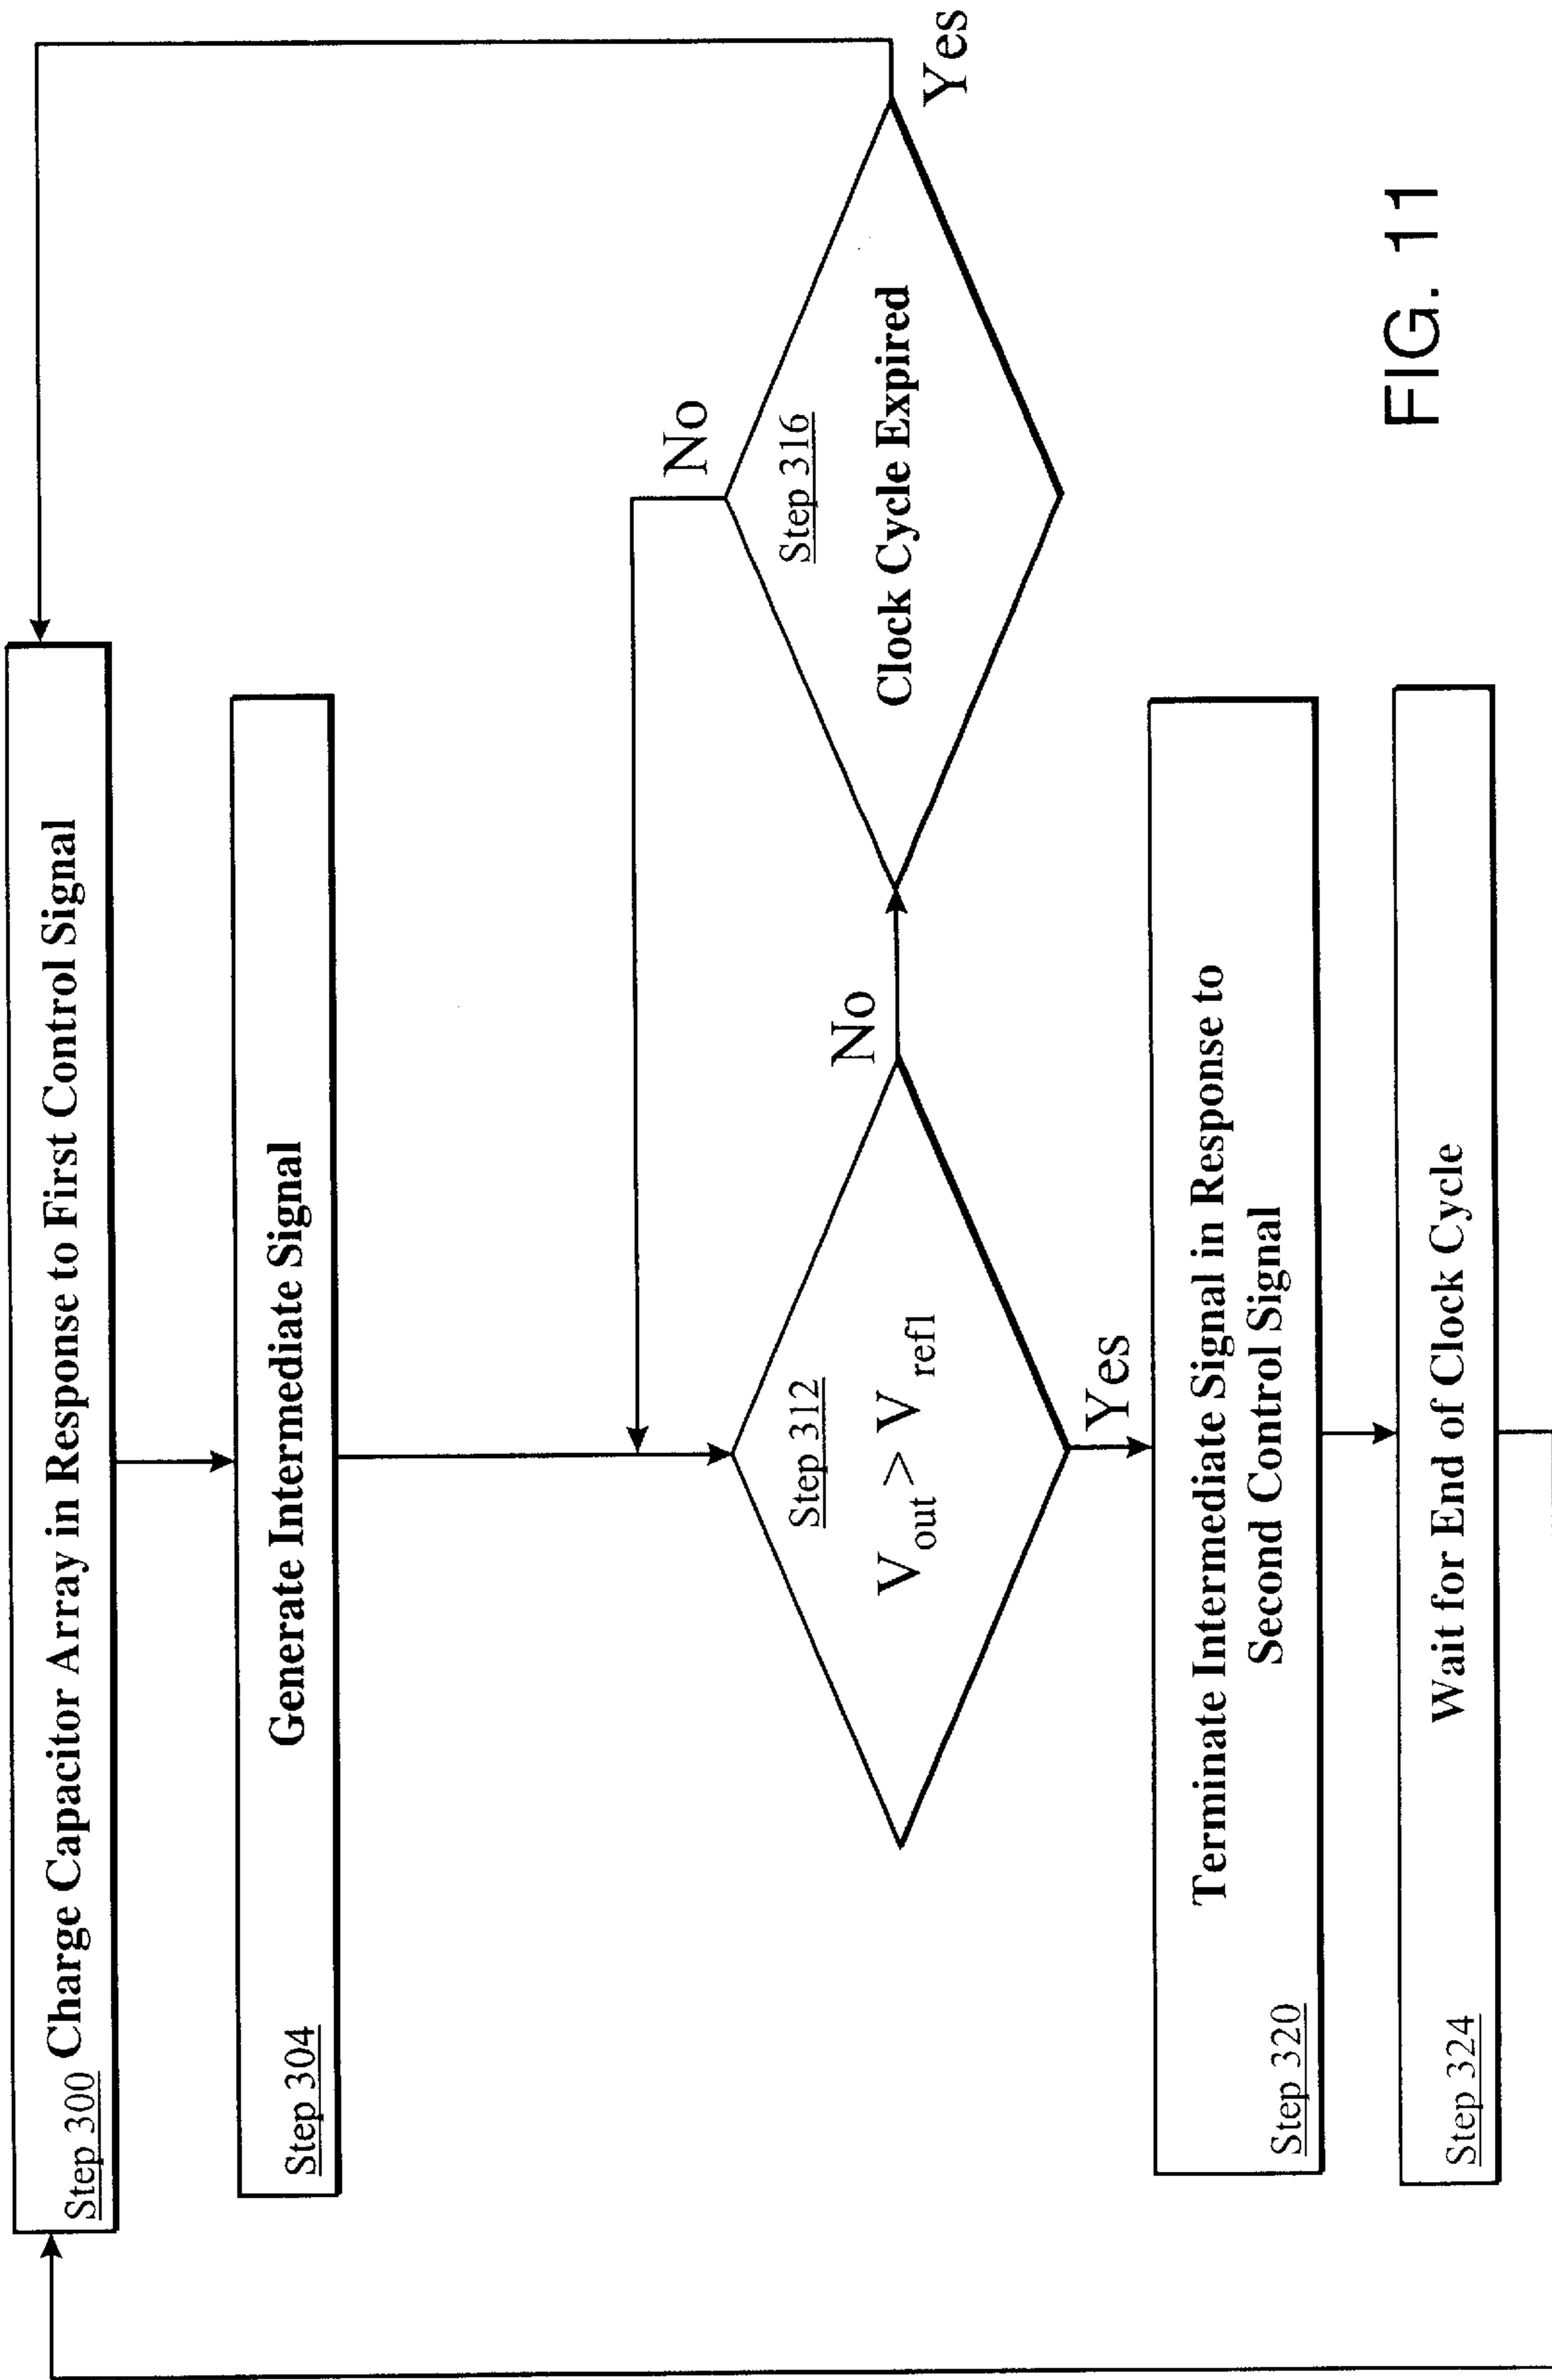 Step 300 Charge Capacitor Array in Response to First Control Signal
Generate Intermediate Signal
Step 304
No
Step 312
V out > V ref1
Yes
No
Step 316
Clock Cycle Expired
Yes
Terminate Intermediate Signal in Response to
Second Control Signal
Step 320
Wait for End of Clock Cycle
Step 324
FIG. 11